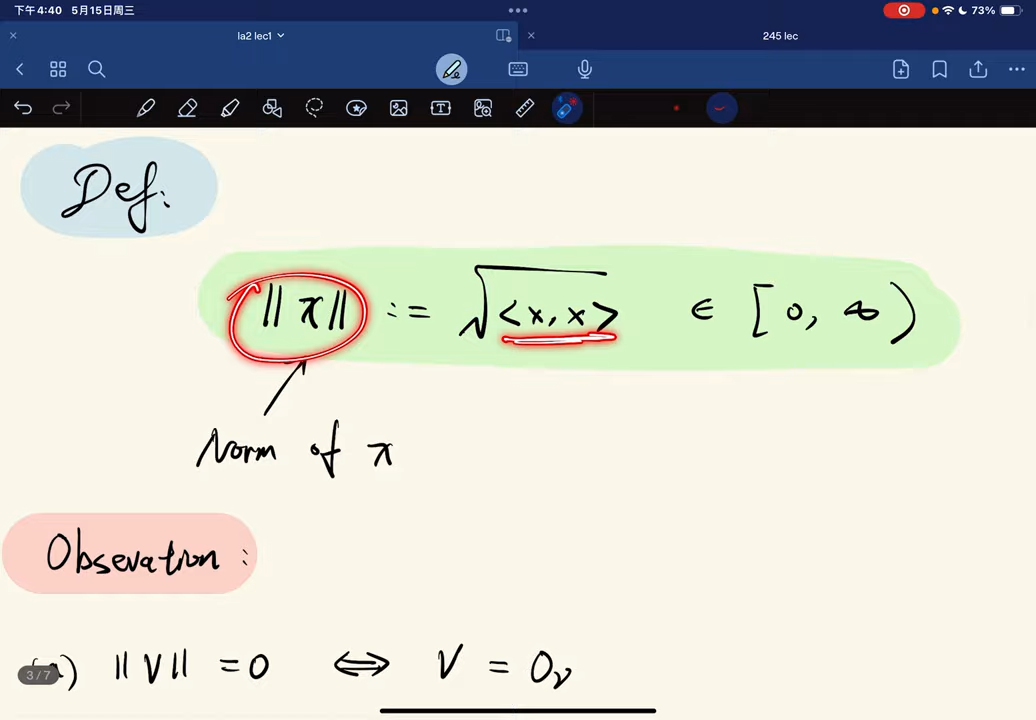 下午4:40 5月15日周三 73%
la2 lec1 245 lec
Def:
‖x‖ := √<x, x> ∈ [0, ∞)
Norm of x
Obsevation:
a) ‖V‖ = 0 ⟺ V = 0ᵥ
3 / 7